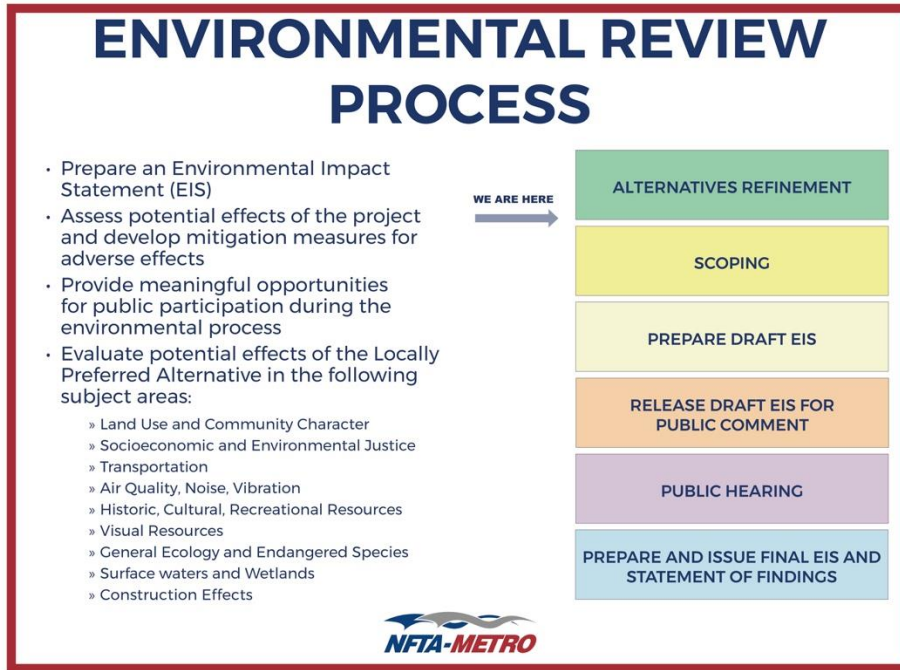 ENVIRONMENTAL REVIEW
PROCESS
• Prepare an Environmental Impact
Statement (EIS)
• Assess potential effects of the project
and develop mitigation measures for
adverse effects
• Provide meaningful opportunities
for public participation during the
environmental process
• Evaluate potential effects of the Locally
Preferred Alternative in the following
subject areas:
» Land Use and Community Character
» Socioeconomic and Environmental Justice
» Transportation
» Air Quality, Noise, Vibration
» Historic, Cultural, Recreational Resources
» Visual Resources
» General Ecology and Endangered Species
» Surface waters and Wetlands
» Construction Effects
WE ARE HERE
ALTERNATIVES REFINEMENT
SCOPING
PREPARE DRAFT EIS
RELEASE DRAFT EIS FOR
PUBLIC COMMENT
PUBLIC HEARING
PREPARE AND ISSUE FINAL EIS AND
STATEMENT OF FINDINGS
NFTA-METRO